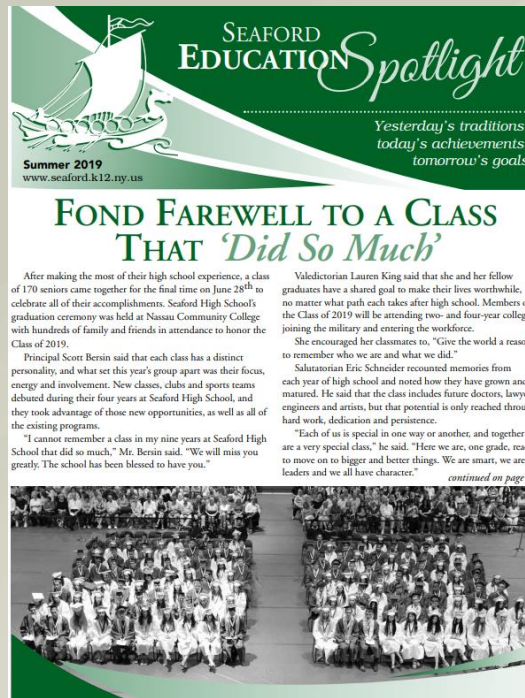 SEAFORD
EDUCATION Spotlight
Yesterday's traditions
today's achievements
tomorrow's goals
Summer 2019
www.seaford.k12.ny.us
FOND FAREWELL TO A CLASS
THAT 'Did So Much'
After making the most of their high school experience, a class
of 170 seniors came together for the final time on June 28th to
celebrate all of their accomplishments. Seaford High School's
graduation ceremony was held at Nassau Community College
with hundreds of family and friends in attendance to honor the
Class of 2019.
Principal Scott Bersin said that each class has a distinct
personality, and what set this year's group apart was their focus,
energy and involvement. New classes, clubs and sports teams
debuted during their four years at Seaford High School, and
they took advantage of those new opportunities, as well as all of
the existing programs.
"I cannot remember a class in my nine years at Seaford High
School that did so much," Mr. Bersin said. "We will miss you
greatly. The school has been blessed to have you."
Valedictorian Lauren King said that she and her fellow
graduates have a shared goal to make their lives worthwhile,
no matter what path each takes after high school. Members
the Class of 2019 will be attending two- and four-year
joining the military and entering the workforce.
She encouraged her classmates to, "Give the world a
to remember who we are and what we did."
Salutatorian Eric Schneider recounted memories from
each year of high school and noted how they have grown
matured. He said that the class includes future doctors,
engineers and artists, but that potential is only reached
hard work, dedication and persistence.
"Each of us is special in one way or another, and together
are a very special class," he said. "Here we are, one grade,
to move on to bigger and better things. We are smart, we are
leaders and we all have character."
continued on page